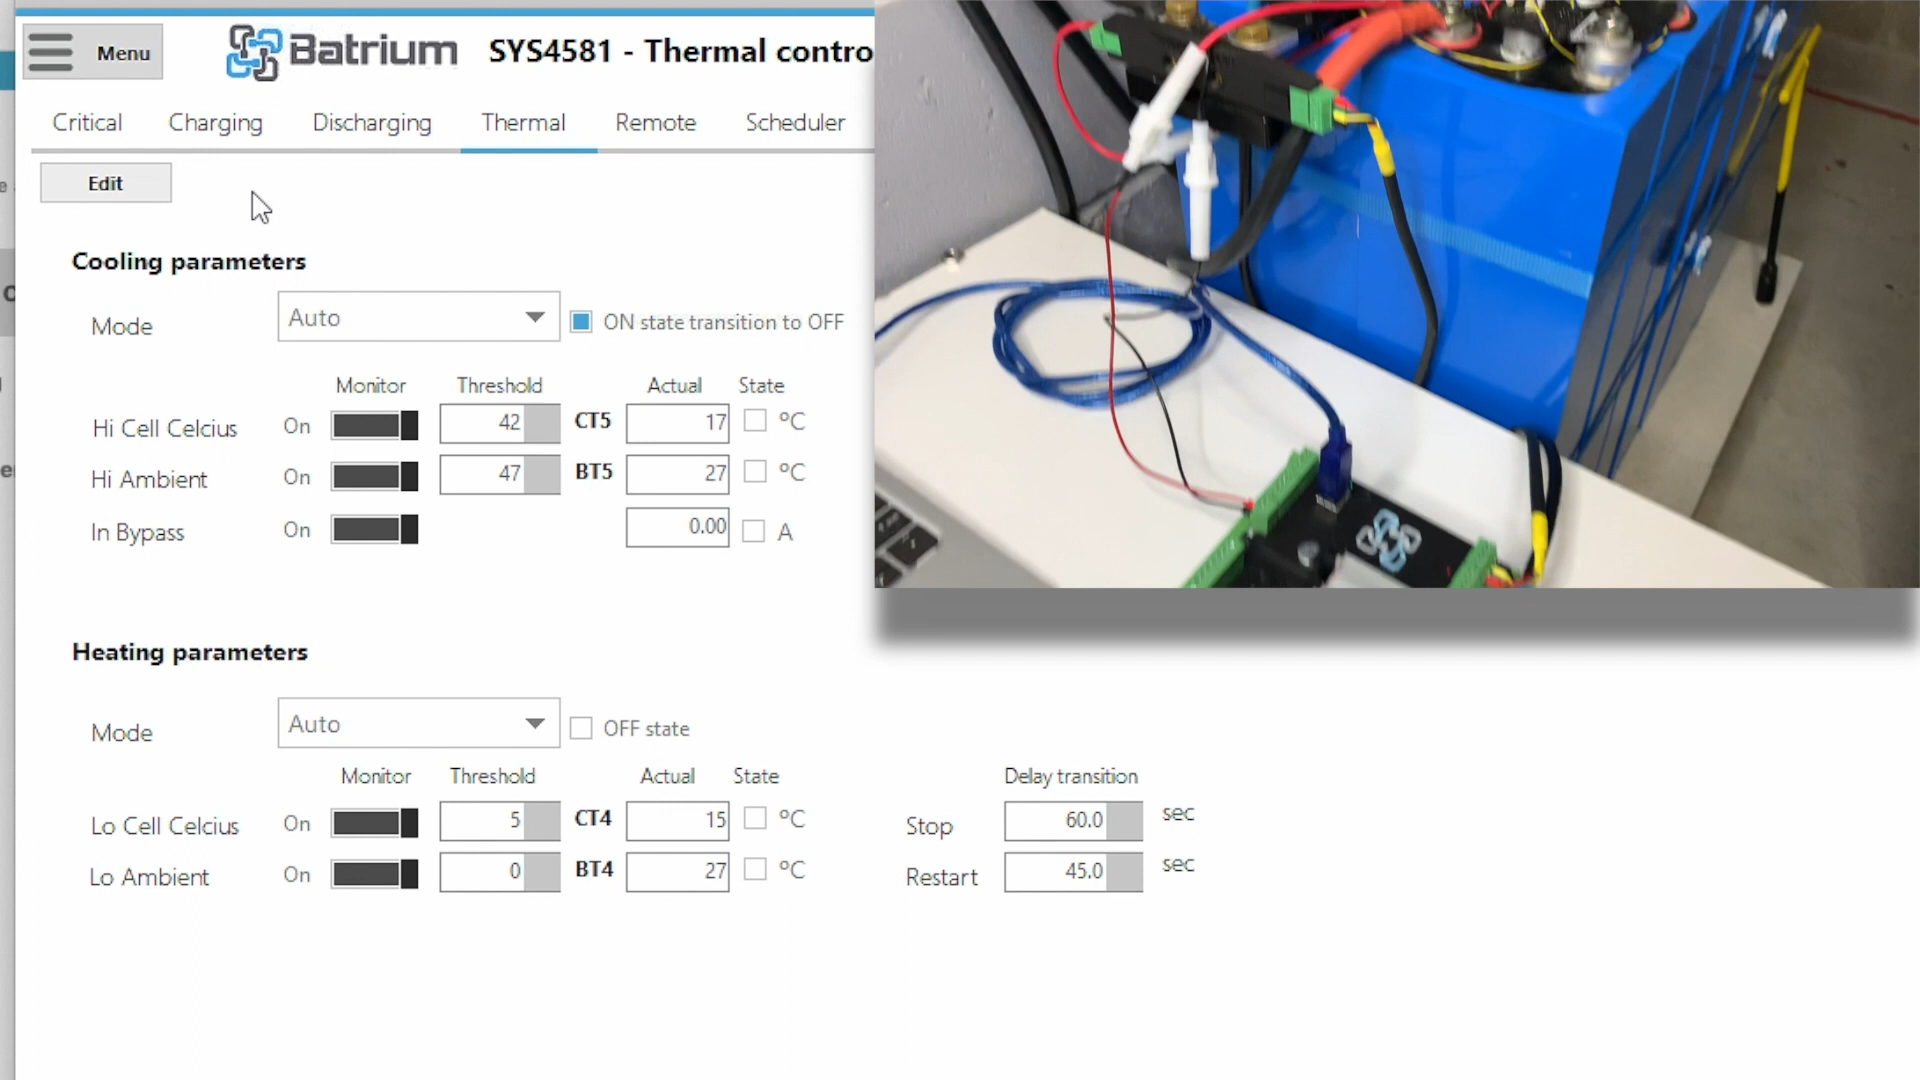 Menu
Batrium
SYS4581 - Thermal contro
Critical Charging Discharging Thermal Remote Scheduler
Edit
Cooling parameters
Mode Auto ON state transition to OFF
Monitor Threshold Actual State
Hi Cell Celcius On 42 CT5 17 °C
Hi Ambient On 47 BT5 27 °C
In Bypass On 0.00 A
Heating parameters
Mode Auto OFF state
Monitor Threshold Actual State Delay transition
Lo Cell Celcius On 5 CT4 15 °C Stop 60.0 sec
Lo Ambient On 0 BT4 27 °C Restart 45.0 sec